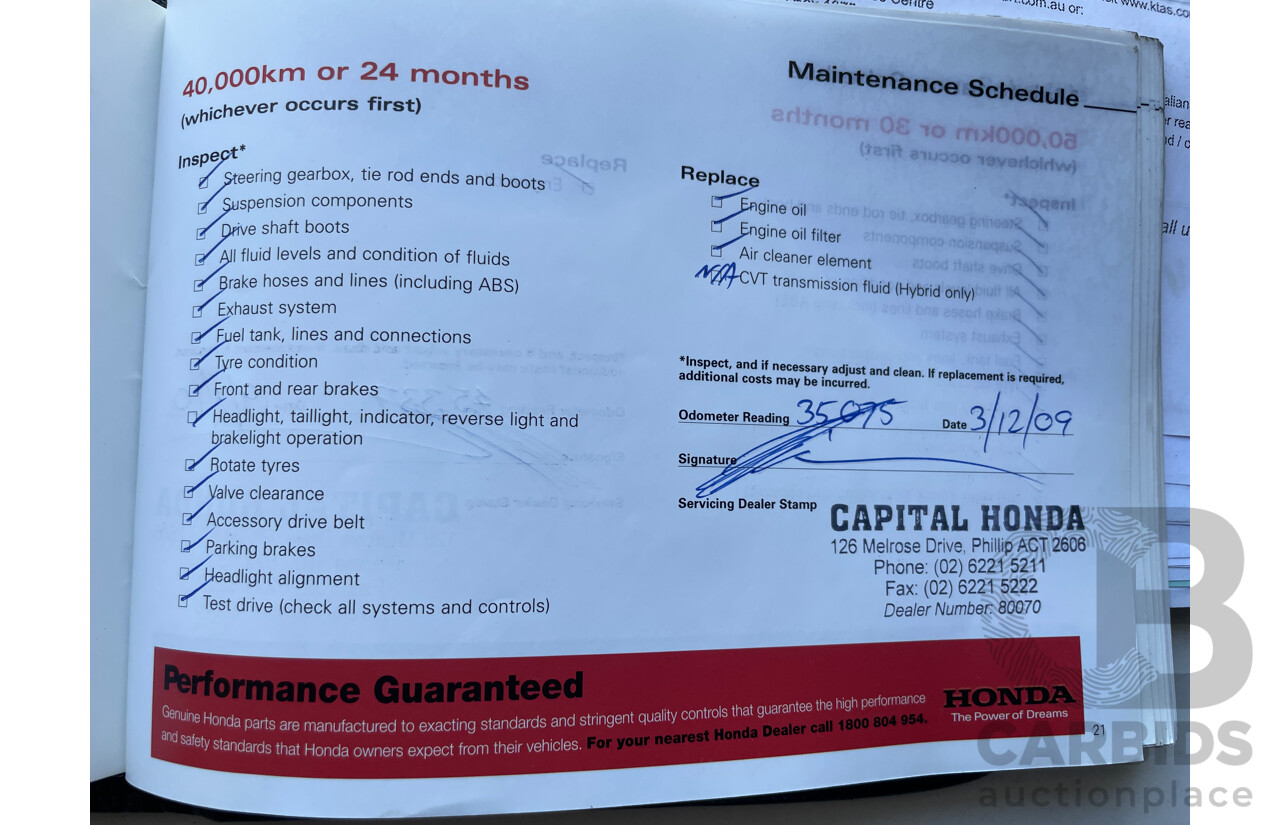 Centre
.com.au or:
www.ktas.co
40,000km or 24 months
(whichever occurs first)
Inspect*
Steering gearbox, tie rod ends and boots
Suspension components
Drive shaft boots
All fluid levels and condition of fluids
Brake hoses and lines (including ABS)
Exhaust system
Fuel tank, lines and connections
Tyre condition
Front and rear brakes
Headlight, taillight, indicator, reverse light and
brakelight operation
Rotate tyres
Valve clearance
Accessory drive belt
Parking brakes
Headlight alignment
Test drive (check all systems and controls)
Maintenance Schedule
Replace
Engine oil
Engine oil filter
Air cleaner element
N/A CVT transmission fluid (Hybrid only)
*Inspect, and if necessary adjust and clean. If replacement is required,
additional costs may be incurred.
Odometer Reading 35,075 Date 3/12/09
Signature
Servicing Dealer Stamp
CAPITAL HONDA
126 Melrose Drive, Phillip ACT 2606
Phone: (02) 6221 5211
Fax: (02) 6221 5222
Dealer Number: 80070
Performance Guaranteed
Genuine Honda parts are manufactured to exacting standards and stringent quality controls that guarantee the high performance
and safety standards that Honda owners expect from their vehicles. For your nearest Honda Dealer call 1800 804 954.
HONDA
The Power of Dreams
21
CARBIDS
auctionplace